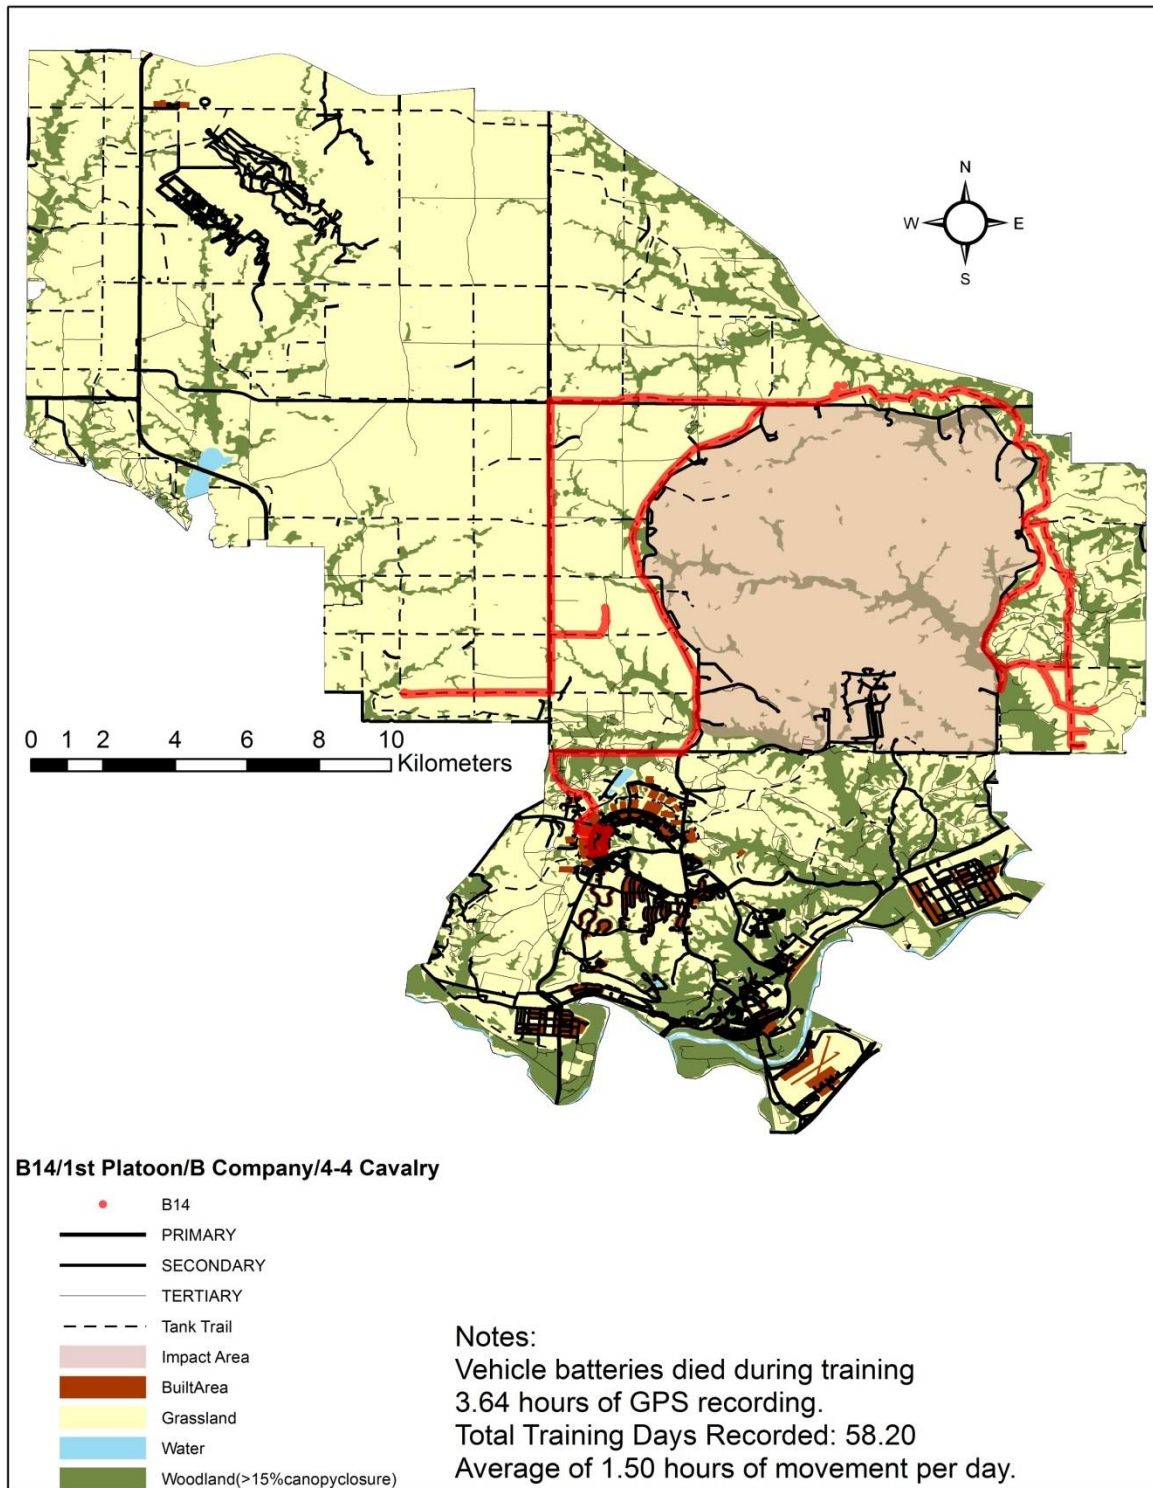 N
W E
S
0 1 2 4 6 8 10
Kilometers
B14/1st Platoon/B Company/4-4 Cavalry
B14
PRIMARY
SECONDARY
TERTIARY
Tank Trail
Impact Area
BuiltArea
Grassland
Water
Woodland(>15%canopyclosure)
Notes:
Vehicle batteries died during training
3.64 hours of GPS recording.
Total Training Days Recorded: 58.20
Average of 1.50 hours of movement per day.